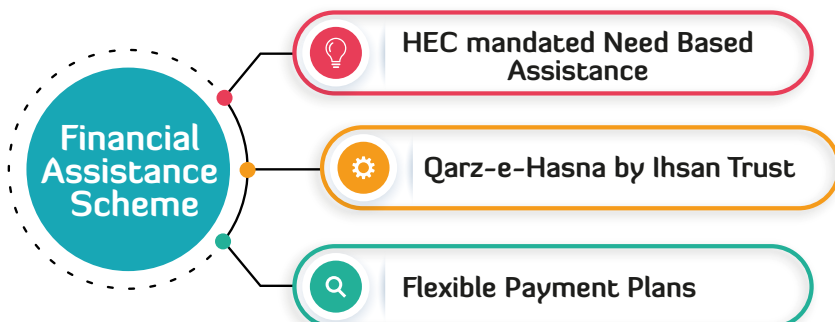 Financial
Assistance
Scheme
HEC mandated Need Based
Assistance
Qarz-e-Hasna by Ihsan Trust
Flexible Payment Plans